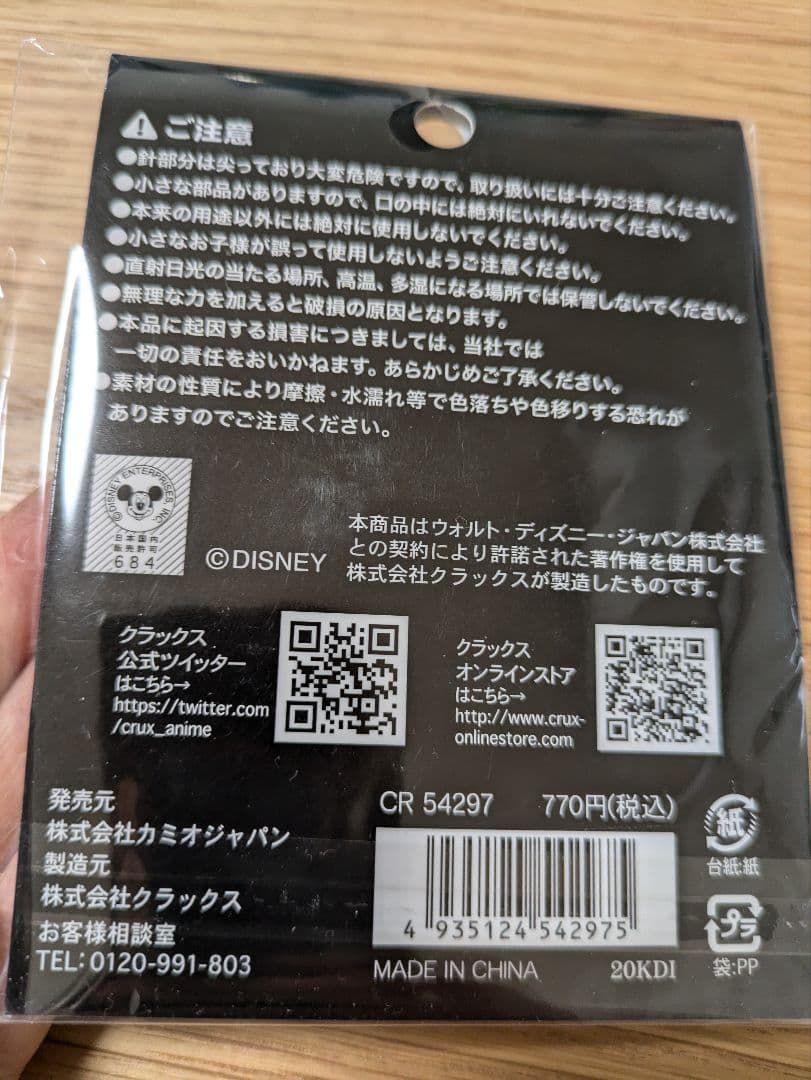 ご注意
●針部分は尖っており大変危険ですので、取り扱いには十分ご注意ください。
●小さな部品がありますので、口の中には絶対にいれないでください。
●本来の用途以外には絶対に使用しないでください。
●小さなお子様が誤って使用しないようご注意ください。
●直射日光の当たる場所、高温、多湿になる場所では保管しないでください。
●無理な力を加えると破損の原因となります。
●本品に起因する損害につきましては、当社では
一切の責任をおいかねます。あらかじめご了承ください。
●素材の性質により摩擦・水濡れ等で色落ちや色移りする恐れが
ありますのでご注意ください。
©DISNEY ENTERPRISES, INC.
日本国内
販売許可
684
©DISNEY
本商品はウォルト・ディズニー・ジャパン株式会社
との契約により許諾された著作権を使用して
株式会社クラックスが製造したものです。
クラックス
公式ツイッター
はこちら→
https://twitter.com
/crux_anime
クラックス
オンラインストア
はこちら→
http://www.crux-
onlinestore.com
発売元
株式会社カミオジャパン
製造元
株式会社クラックス
お客様相談室
TEL:0120-991-803
CR 54297 770円(税込)
4 935124 542975
MADE IN CHINA 20KDI
紙
台紙:紙
プラ
袋:PP